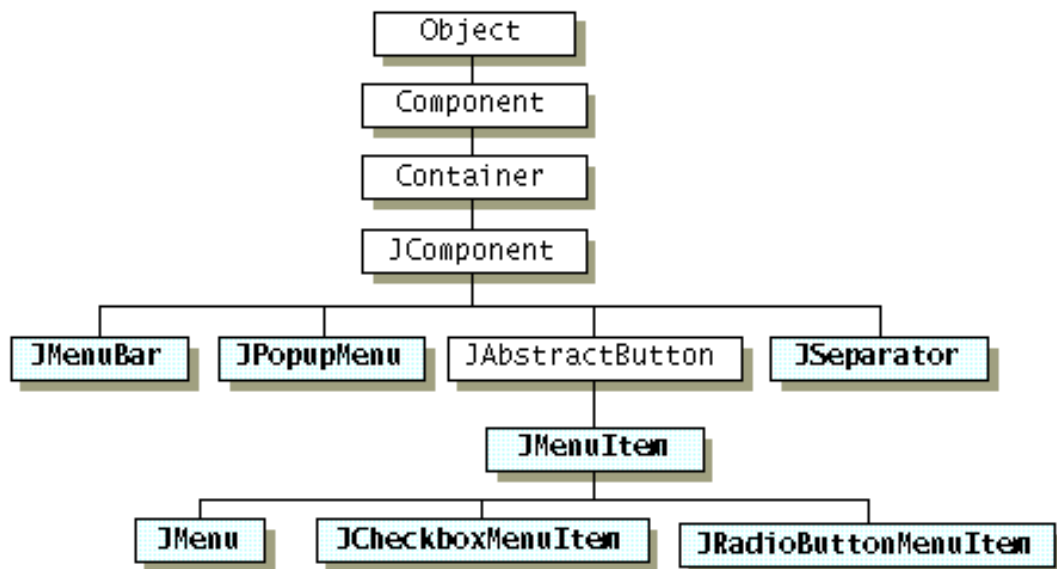 Object
Component
Container
JComponent
JMenuBar
JPopupMenu
JAbstractButton
JSeparator
JMenuItem
JMenu
JCheckboxMenuItem
JRadioButtonMenuItem